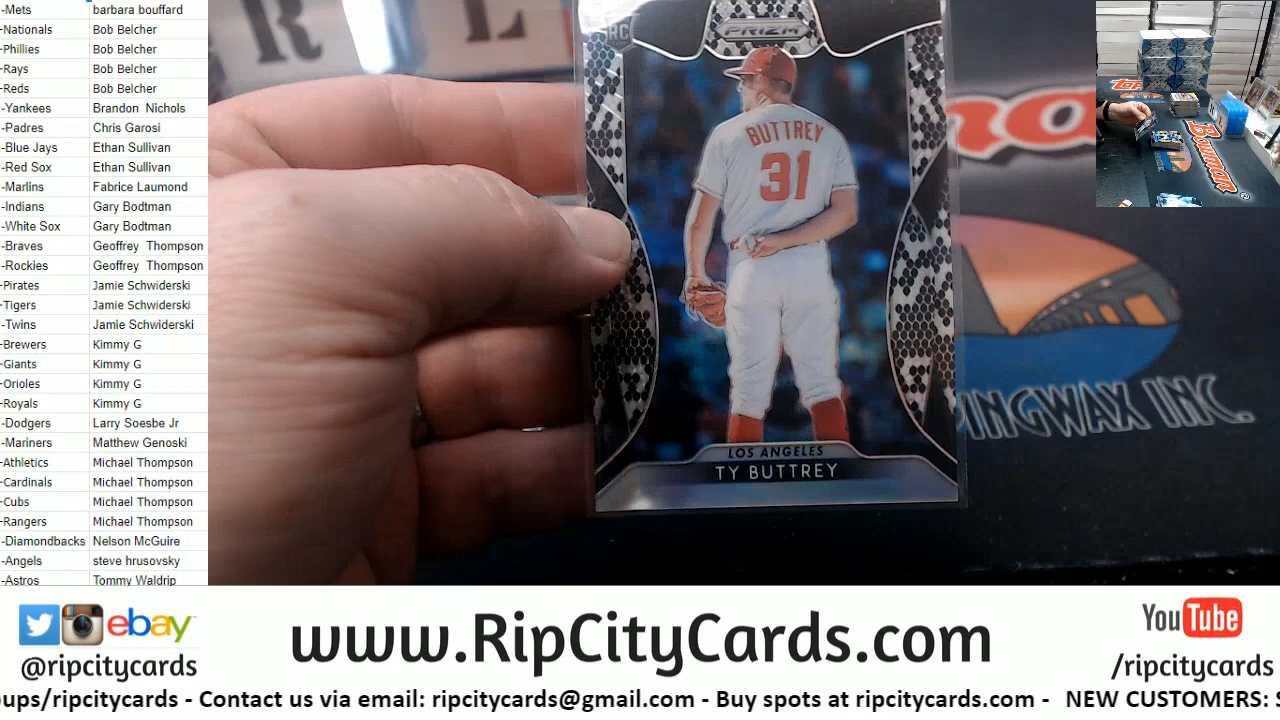 -Mets barbara bouffard
-Nationals Bob Belcher
-Phillies Bob Belcher
-Rays Bob Belcher
-Reds Bob Belcher
-Yankees Brandon Nichols
-Padres Chris Garosi
-Blue Jays Ethan Sullivan
-Red Sox Ethan Sullivan
-Marlins Fabrice Laumond
-Indians Gary Bodtman
-White Sox Gary Bodtman
-Braves Geoffrey Thompson
-Rockies Geoffrey Thompson
-Pirates Jamie Schwiderski
-Tigers Jamie Schwiderski
-Twins Jamie Schwiderski
-Brewers Kimmy G
-Giants Kimmy G
-Orioles Kimmy G
-Royals Kimmy G
-Dodgers Larry Soesbe Jr
-Mariners Matthew Genoski
-Athletics Michael Thompson
-Cardinals Michael Thompson
-Cubs Michael Thompson
-Rangers Michael Thompson
-Diamondbacks Nelson McGuire
-Angels steve hrusovsky
-Astros Tommy Waldrip
RC
PRIZM
BUTTREY
31
LOS ANGELES
TY BUTTREY
PINGWAX INC.
Bowman
ebay
@ripcitycards
www.RipCityCards.com
YouTube
/ripcitycards
oups/ripcitycards - Contact us via email: ripcitycards@gmail.com - Buy spots at ripcitycards.com - NEW CUSTOMERS: S